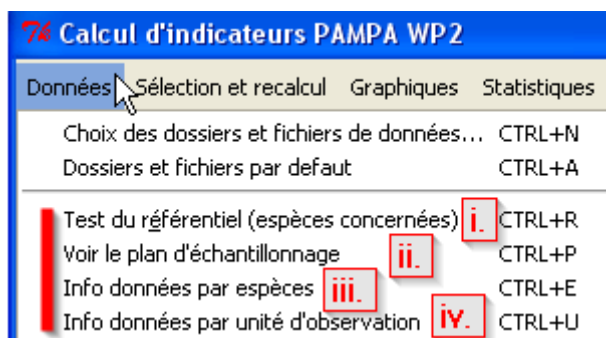 7% Calcul d'indicateurs PAMPA WP2
Données Sélection et recalcul Graphiques Statistiques
Choix des dossiers et fichiers de données... CTRL+N
Dossiers et fichiers par defaut CTRL+A
Test du référentiel (espèces concernées) i. CTRL+R
Voir le plan d'échantillonnage ii. CTRL+P
Info données par espèces iii. CTRL+E
Info données par unité d'observation iv. CTRL+U